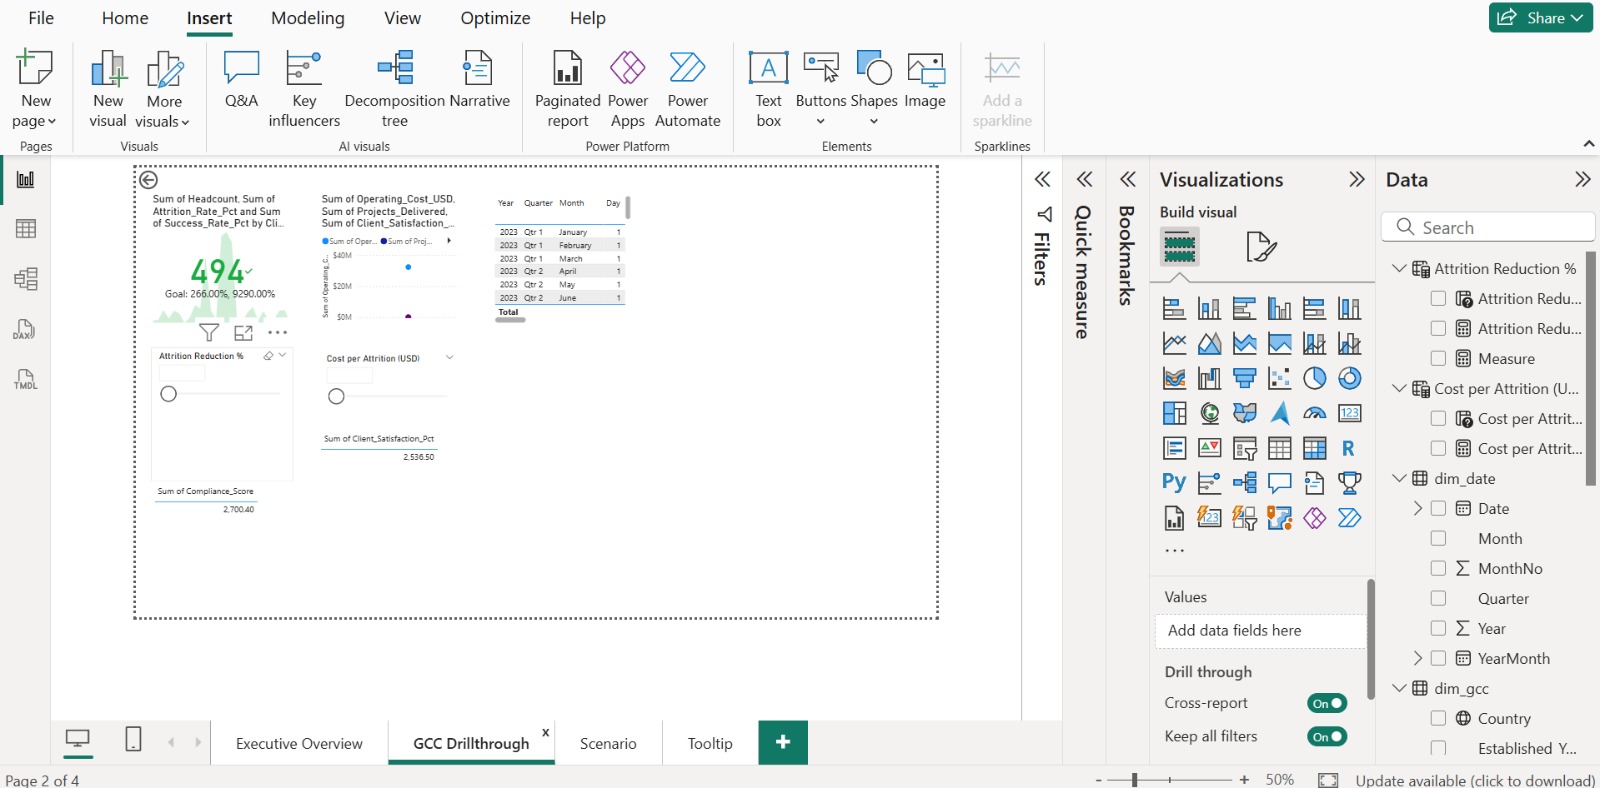 File
Home
Insert
Modeling
View
Optimize
Help
Share
New page
New visual
More visuals
Q&A
Key influencers
Decomposition tree
Narrative
Paginated report
Power Apps
Power Automate
Text box
Buttons
Shapes
Image
Add a sparkline
Pages
Visuals
AI visuals
Power Platform
Elements
Sparklines
DAX
TMDL
Sum of Headcount, Sum of
Attrition_Rate_Pct and Sum
of Success_Rate_Pct by Cli...
494
Goal: 266.00%, 9290.00%
Sum of Operating_Cost_USD,
Sum of Projects_Delivered,
Sum of Client_Satisfaction_...
Sum of Oper...
Sum of Proj...
Sum of Operating_C...
$40M
$20M
$0M
Year Quarter Month Day
2023 Qtr 1 January 1
2023 Qtr 1 February 1
2023 Qtr 1 March 1
2023 Qtr 2 April 1
2023 Qtr 2 May 1
2023 Qtr 2 June 1
Total
Attrition Reduction %
Cost per Attrition (USD)
Sum of Client_Satisfaction_Pct
2,536.50
Sum of Compliance_Score
2,700.40
Filters
Quick measure
Bookmarks
Visualizations
Build visual
123
R
Py
123
...
Values
Add data fields here
Drill through
Cross-report
On
Keep all filters
On
Data
Search
Attrition Reduction %
Attrition Redu...
Attrition Redu...
Measure
Cost per Attrition (U...
Cost per Attrit...
Cost per Attrit...
dim_date
Date
Month
MonthNo
Quarter
Year
YearMonth
dim_gcc
Country
Established_Y...
Executive Overview
GCC Drillthrough
x
Scenario
Tooltip
+
Page 2 of 4
- + 50%
Update available (click to download)